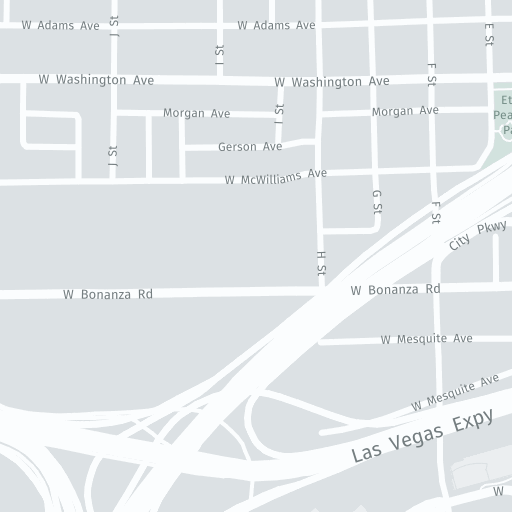 W Adams Ave
J St
W Adams Ave
E St
I St
F St
W Washington Ave
W Washington Ave
Morgan Ave
I St
Morgan Ave
Gerson Ave
J St
W McWilliams Ave
G St
F St
City Pkwy
H St
W Bonanza Rd
W Bonanza Rd
W Mesquite Ave
W Mesquite Ave
Las Vegas Expy
W